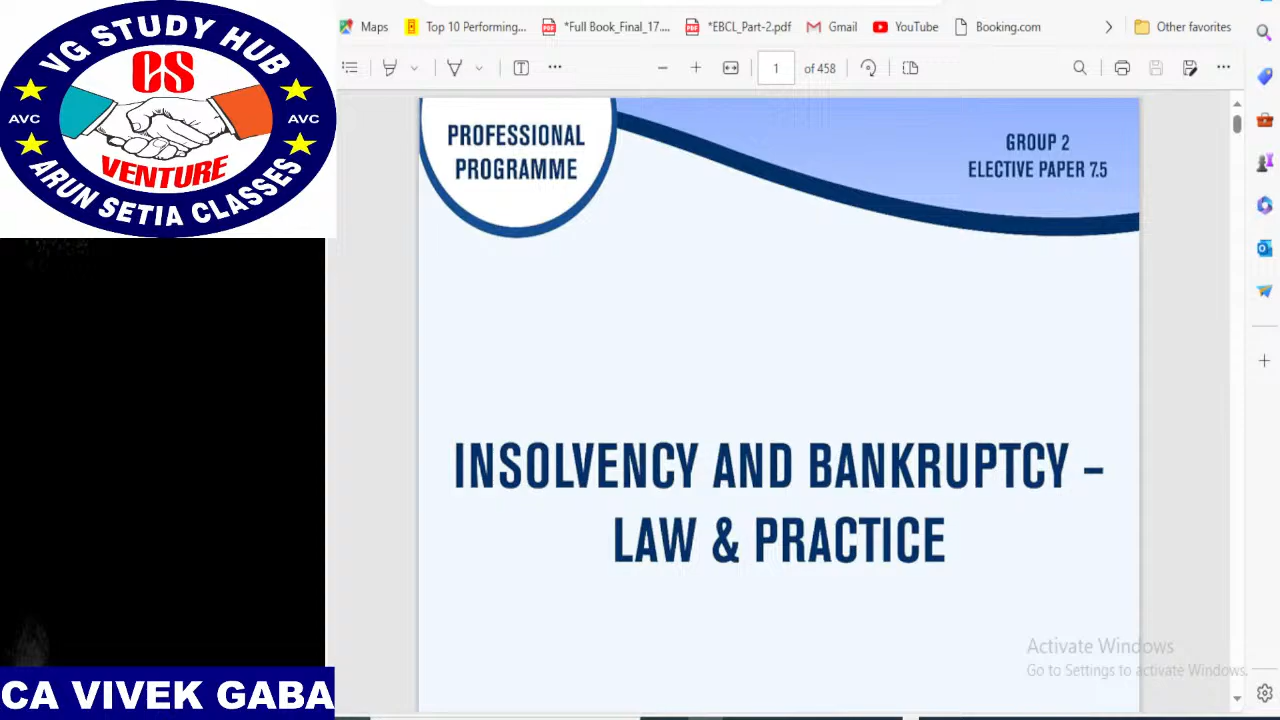 VG STUDY HUB
CS
AVC
AVC
VENTURE
ARUN SETIA CLASSES
Maps
Top 10 Performing...
*Full Book_Final_17....
*EBCL_Part-2.pdf
Gmail
YouTube
Booking.com
Other favorites
1
of 458
PROFESSIONAL
PROGRAMME
GROUP 2
ELECTIVE PAPER 7.5
INSOLVENCY AND BANKRUPTCY –
LAW & PRACTICE
Activate Windows
Go to Settings to activate Windows.
CA VIVEK GABA